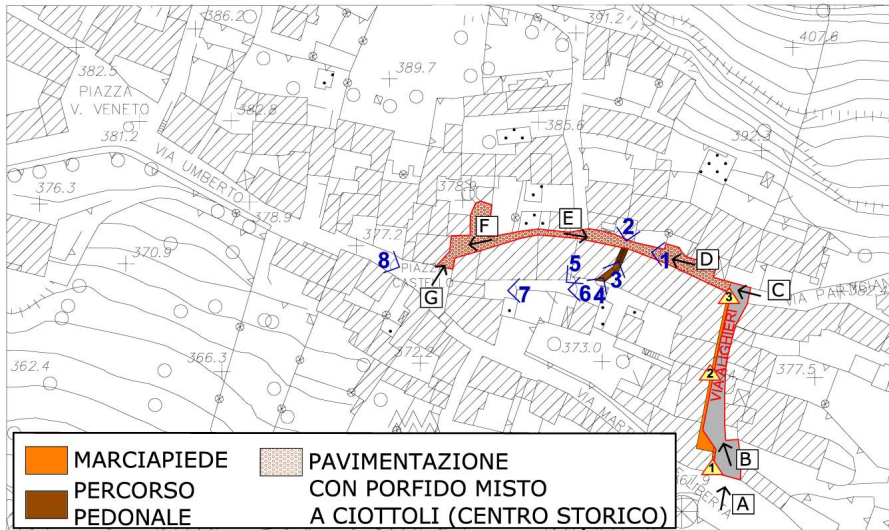 386.2
391.2
407.6
382.5
389.7
PIAZZA
V. VENETO
381.2
382.8
385.6
392.3
VIA UMBERTO I
376.3
378.9
378.9
2
E
F
377.2
370.9
8
5
1
D
3
PIAZZA
G
7
6
4
C
3
VIA ALIGHIERI
366.3
362.4
372.2
373.0
2
377.5
1
B
A
MARCIAPIEDE
PERCORSO
PEDONALE
PAVIMENTAZIONE
CON PORFIDO MISTO
A CIOTTOLI (CENTRO STORICO)